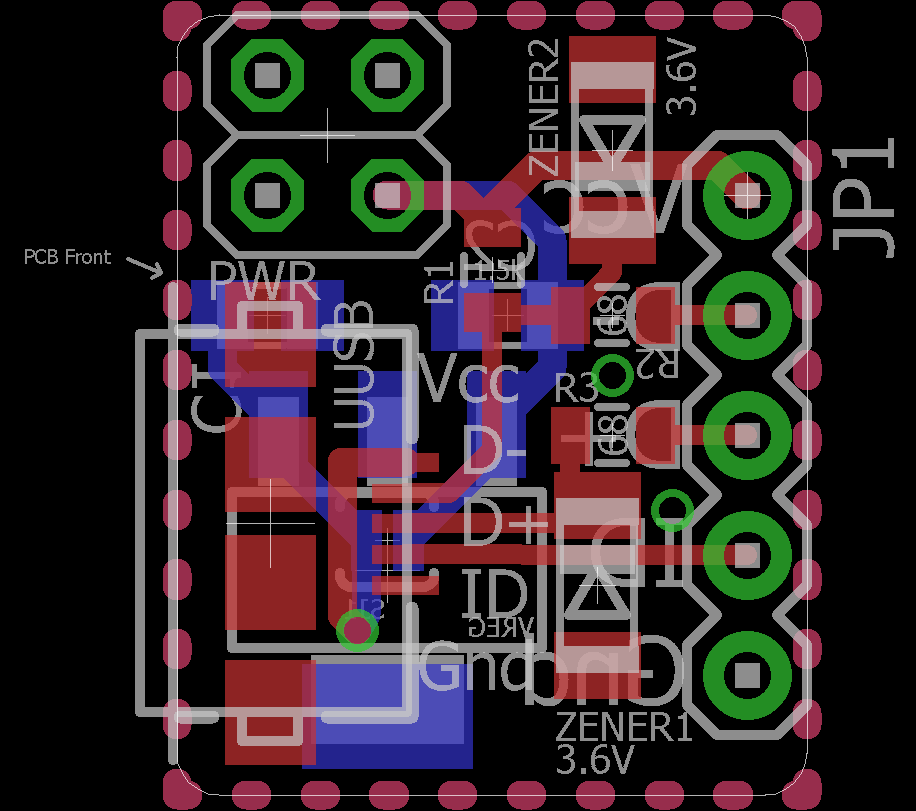 ZENER2
3.6V
JP1
VCC
PCB Front
PWR
R1
1.5K
UUSB
68
R2
C1
Vcc
R3
68
D-
D+
ID
VREG
Gnd
Gnd
ZENER1
3.6V